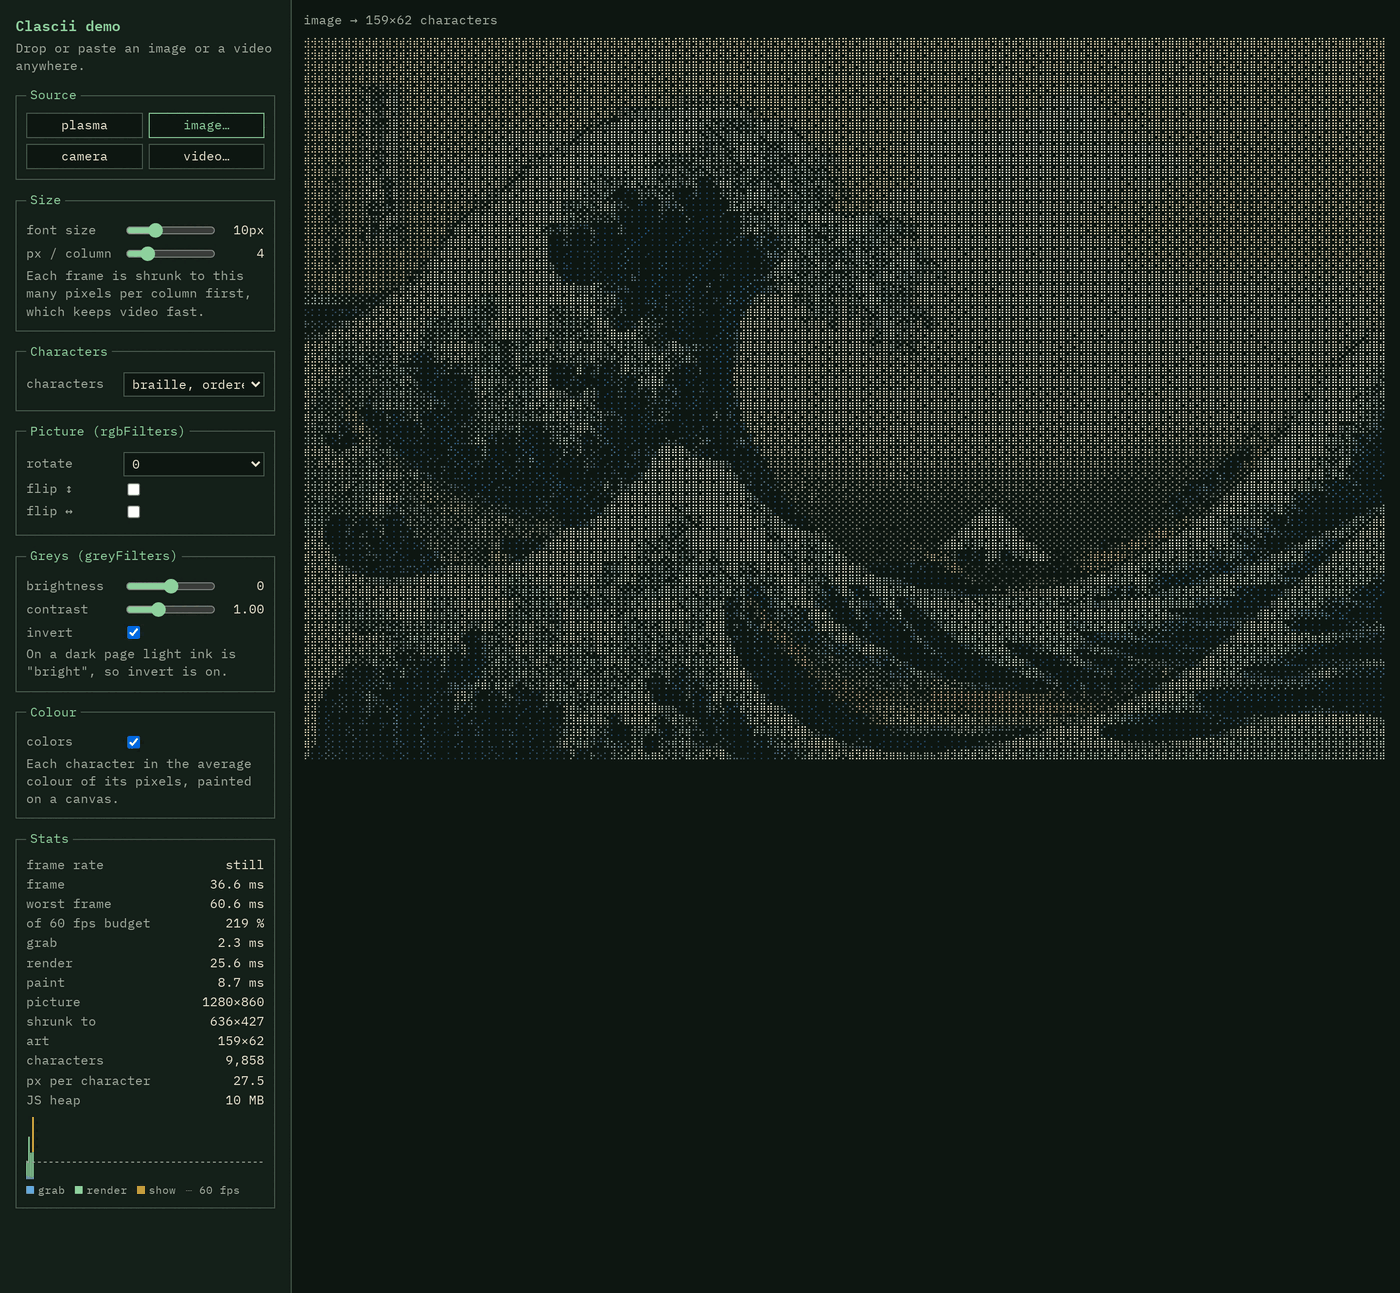 Clascii demo
Drop or paste an image or a video
anywhere.
Source
plasma
image…
camera
video…
Size
font size 10px
px / column 4
Each frame is shrunk to this
many pixels per column first,
which keeps video fast.
Characters
characters braille, ordere
Picture (rgbFilters)
rotate 0
flip ↕
flip ↔
Greys (greyFilters)
brightness 0
contrast 1.00
invert
On a dark page light ink is
"bright", so invert is on.
Colour
colors
Each character in the average
colour of its pixels, painted
on a canvas.
Stats
frame rate still
frame 36.6 ms
worst frame 60.6 ms
of 60 fps budget 219 %
grab 2.3 ms
render 25.6 ms
paint 8.7 ms
picture 1280×860
shrunk to 636×427
art 159×62
characters 9,858
px per character 27.5
JS heap 10 MB
grab render show — 60 fps
image → 159×62 characters